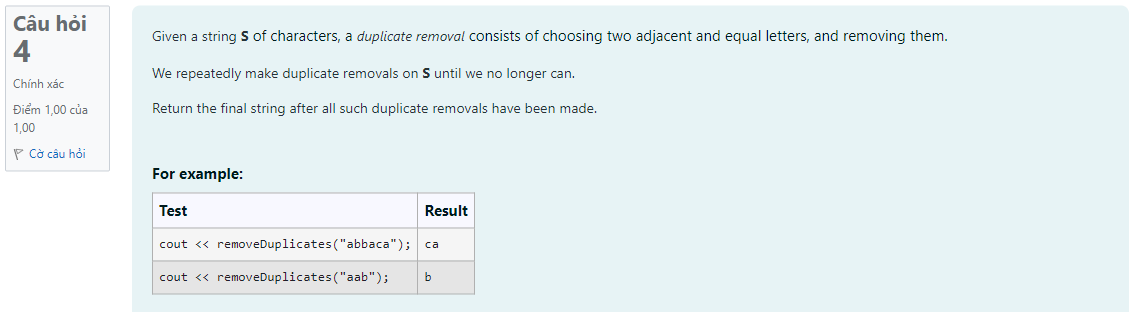 Câu hỏi
4
Chính xác
Điểm 1,00 của
1,00
Cờ câu hỏi
Given a string S of characters, a duplicate removal consists of choosing two adjacent and equal letters, and removing them.
We repeatedly make duplicate removals on S until we no longer can.
Return the final string after all such duplicate removals have been made.
For example:
Test Result
cout << removeDuplicates("abbaca"); ca
cout << removeDuplicates("aab"); b